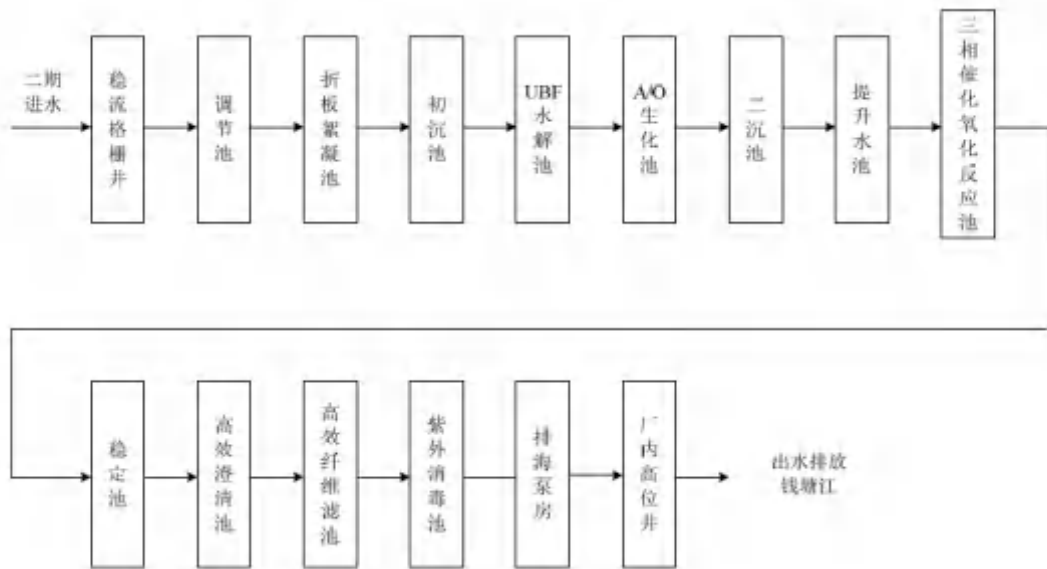 二期
进水
稳流格栅井
调节池
折板絮凝池
初沉池
UBF
水解池
A/O
生化池
二沉池
提升水池
三相催化氧化反应池
稳定池
高效澄清池
高效纤维滤池
紫外消毒池
排海泵房
厂内高位井
出水排放
钱塘江